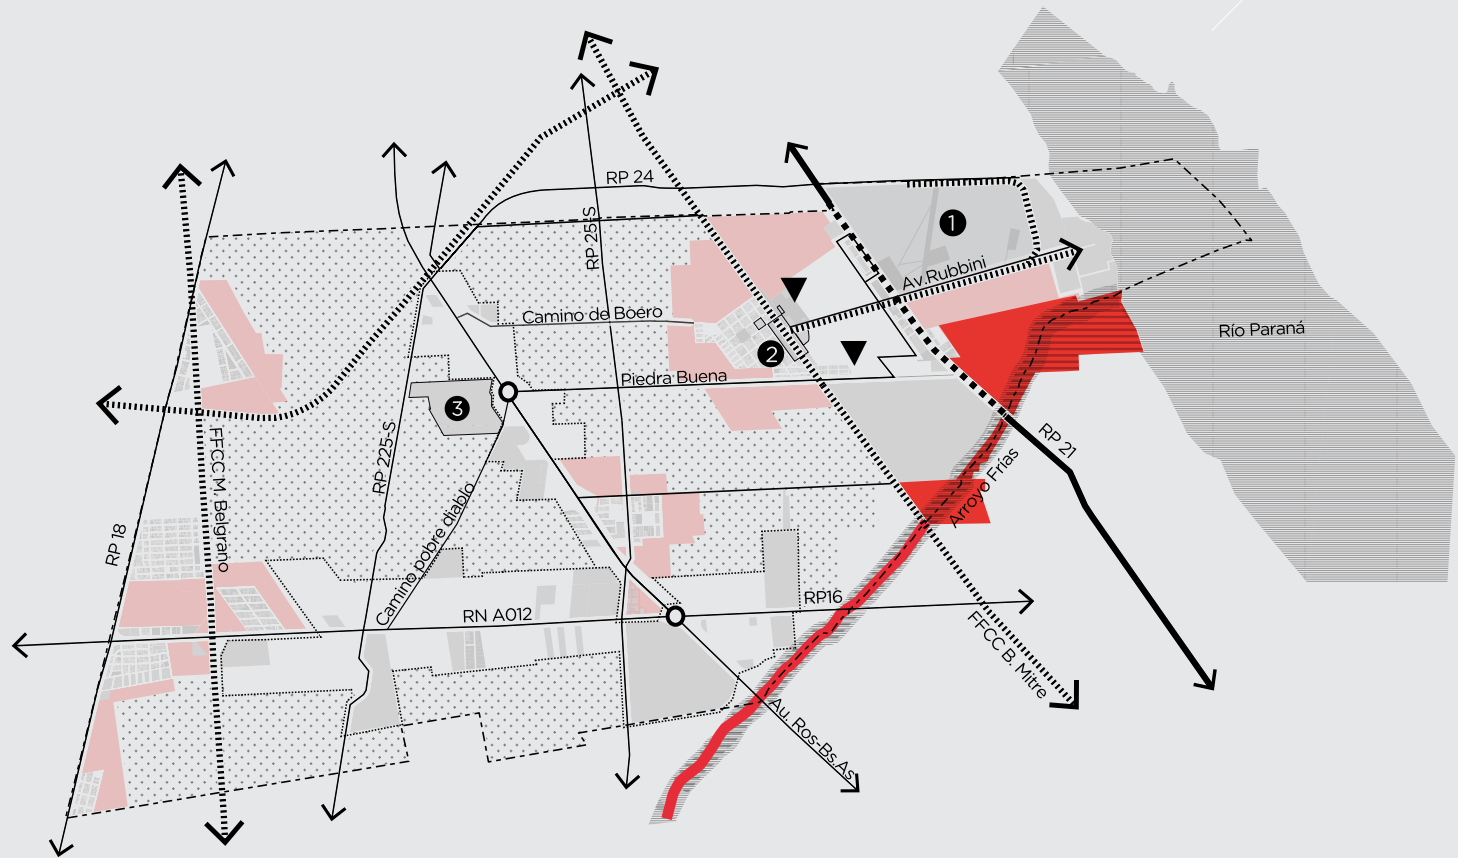 RP 24
RP 25-S
1
Av.Rubbini
Camino de Boero
Río Paraná
2
Piedra Buena
3
RP 21
FFCC M. Belgrano
RP 225-S
Arroyo Frías
Camino pobre diablo
RP 18
RN A012
RP16
FFCC B. Mitre
Au. Ros-Bs.As